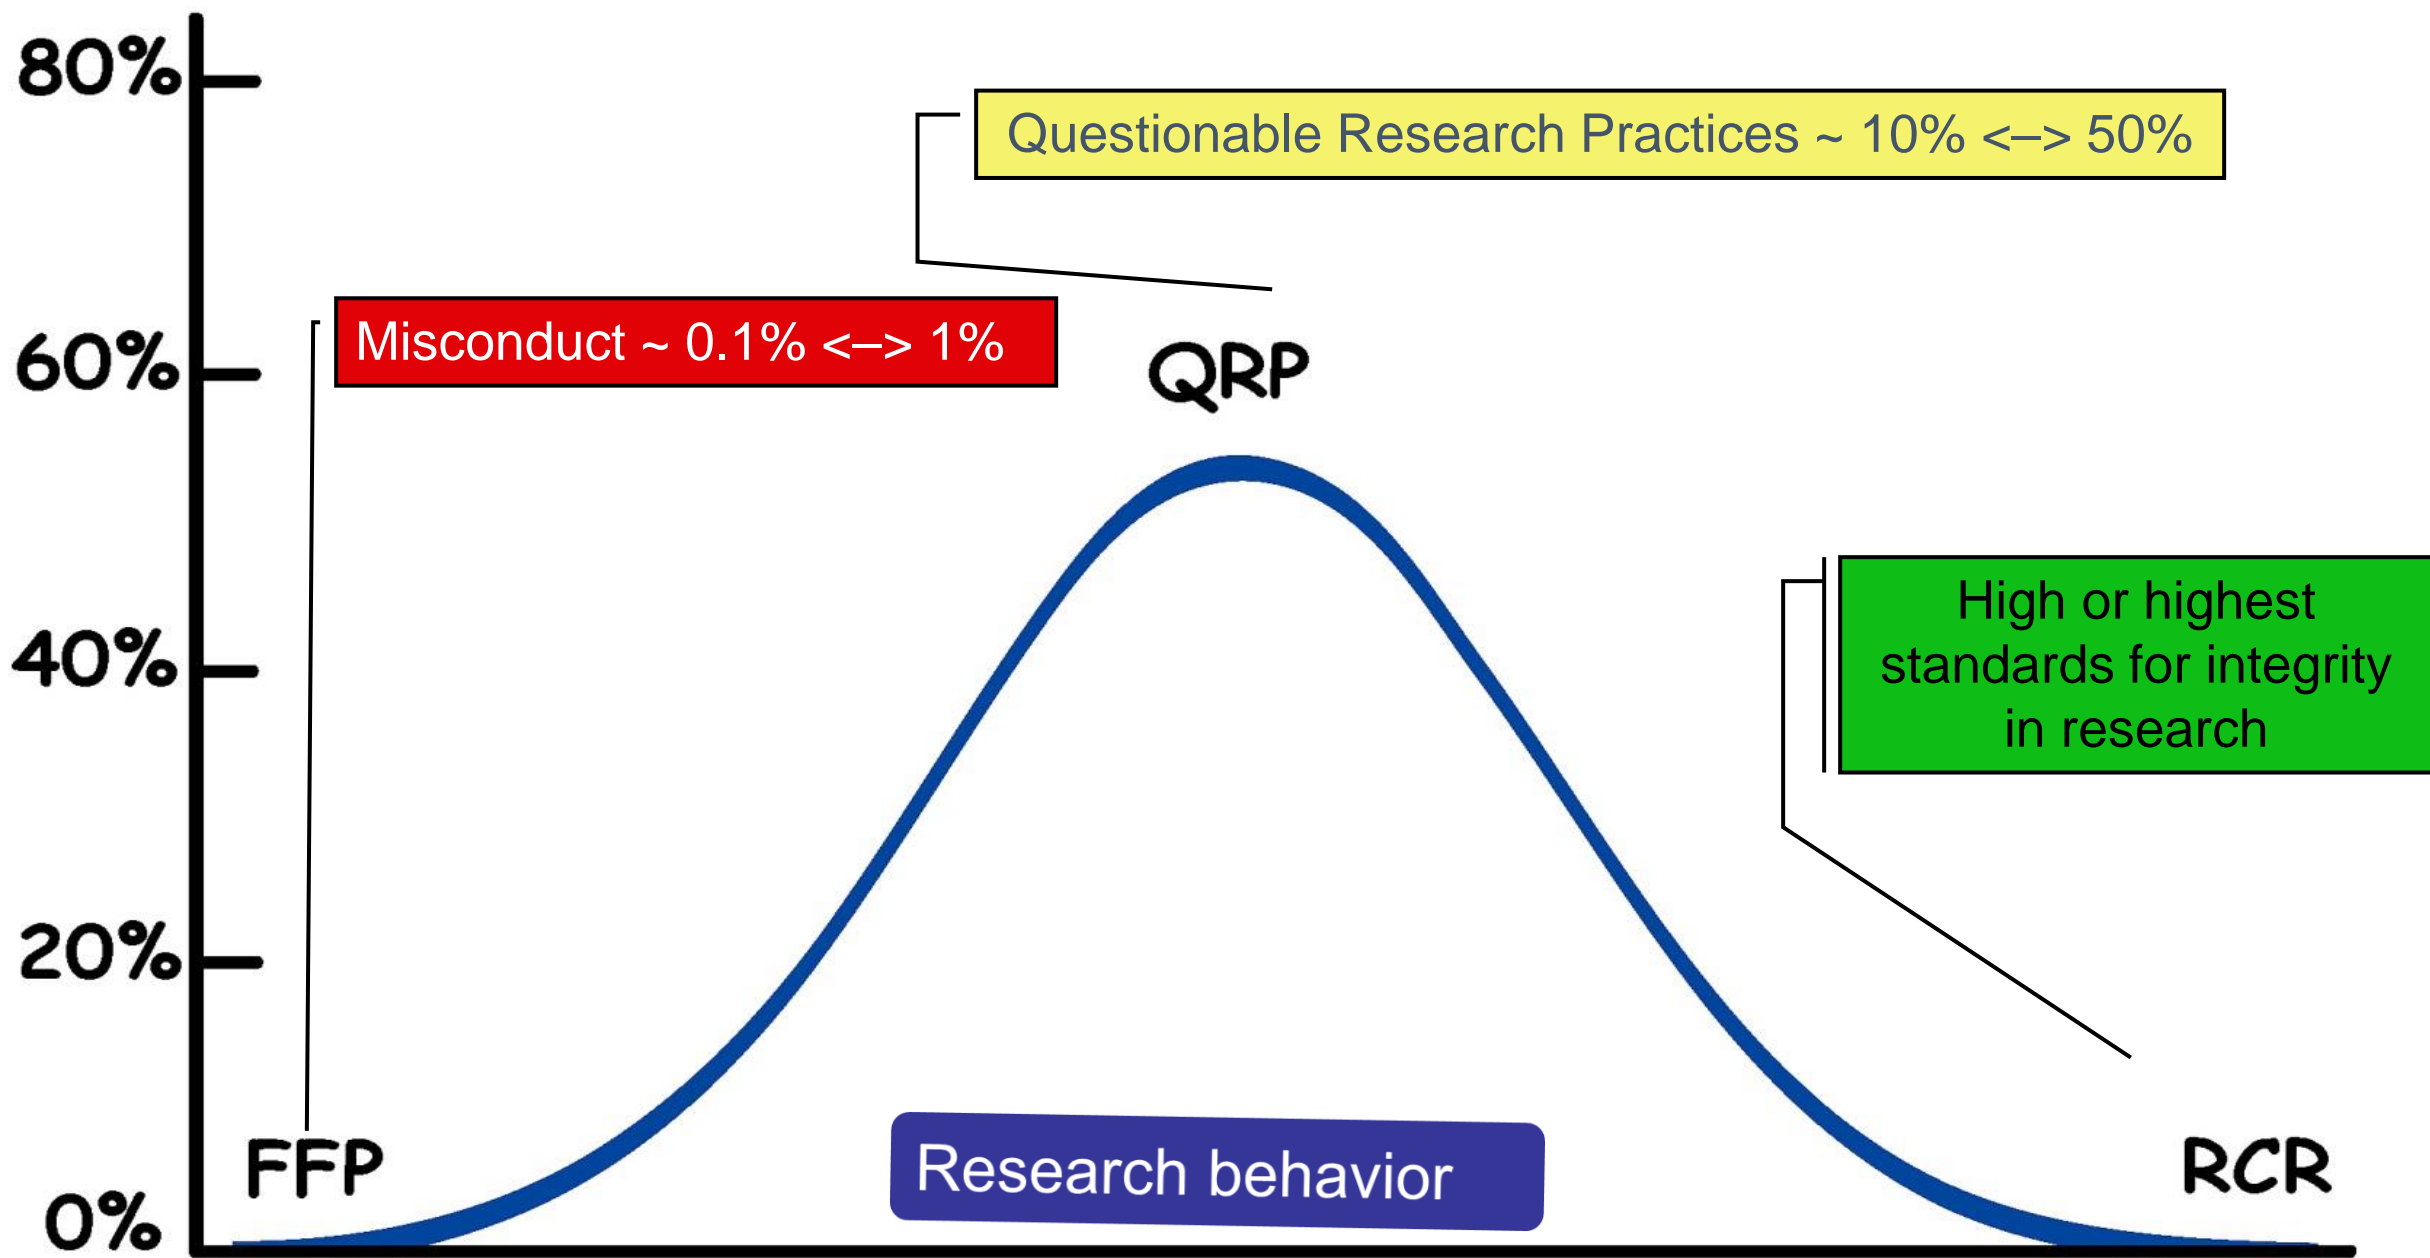 80%
Questionable Research Practices ~ 10% <–> 50%
Misconduct ~ 0.1% <–> 1%
60%
QRP
High or highest
standards for integrity
in research
40%
20%
FFP
Research behavior
RCR
0%